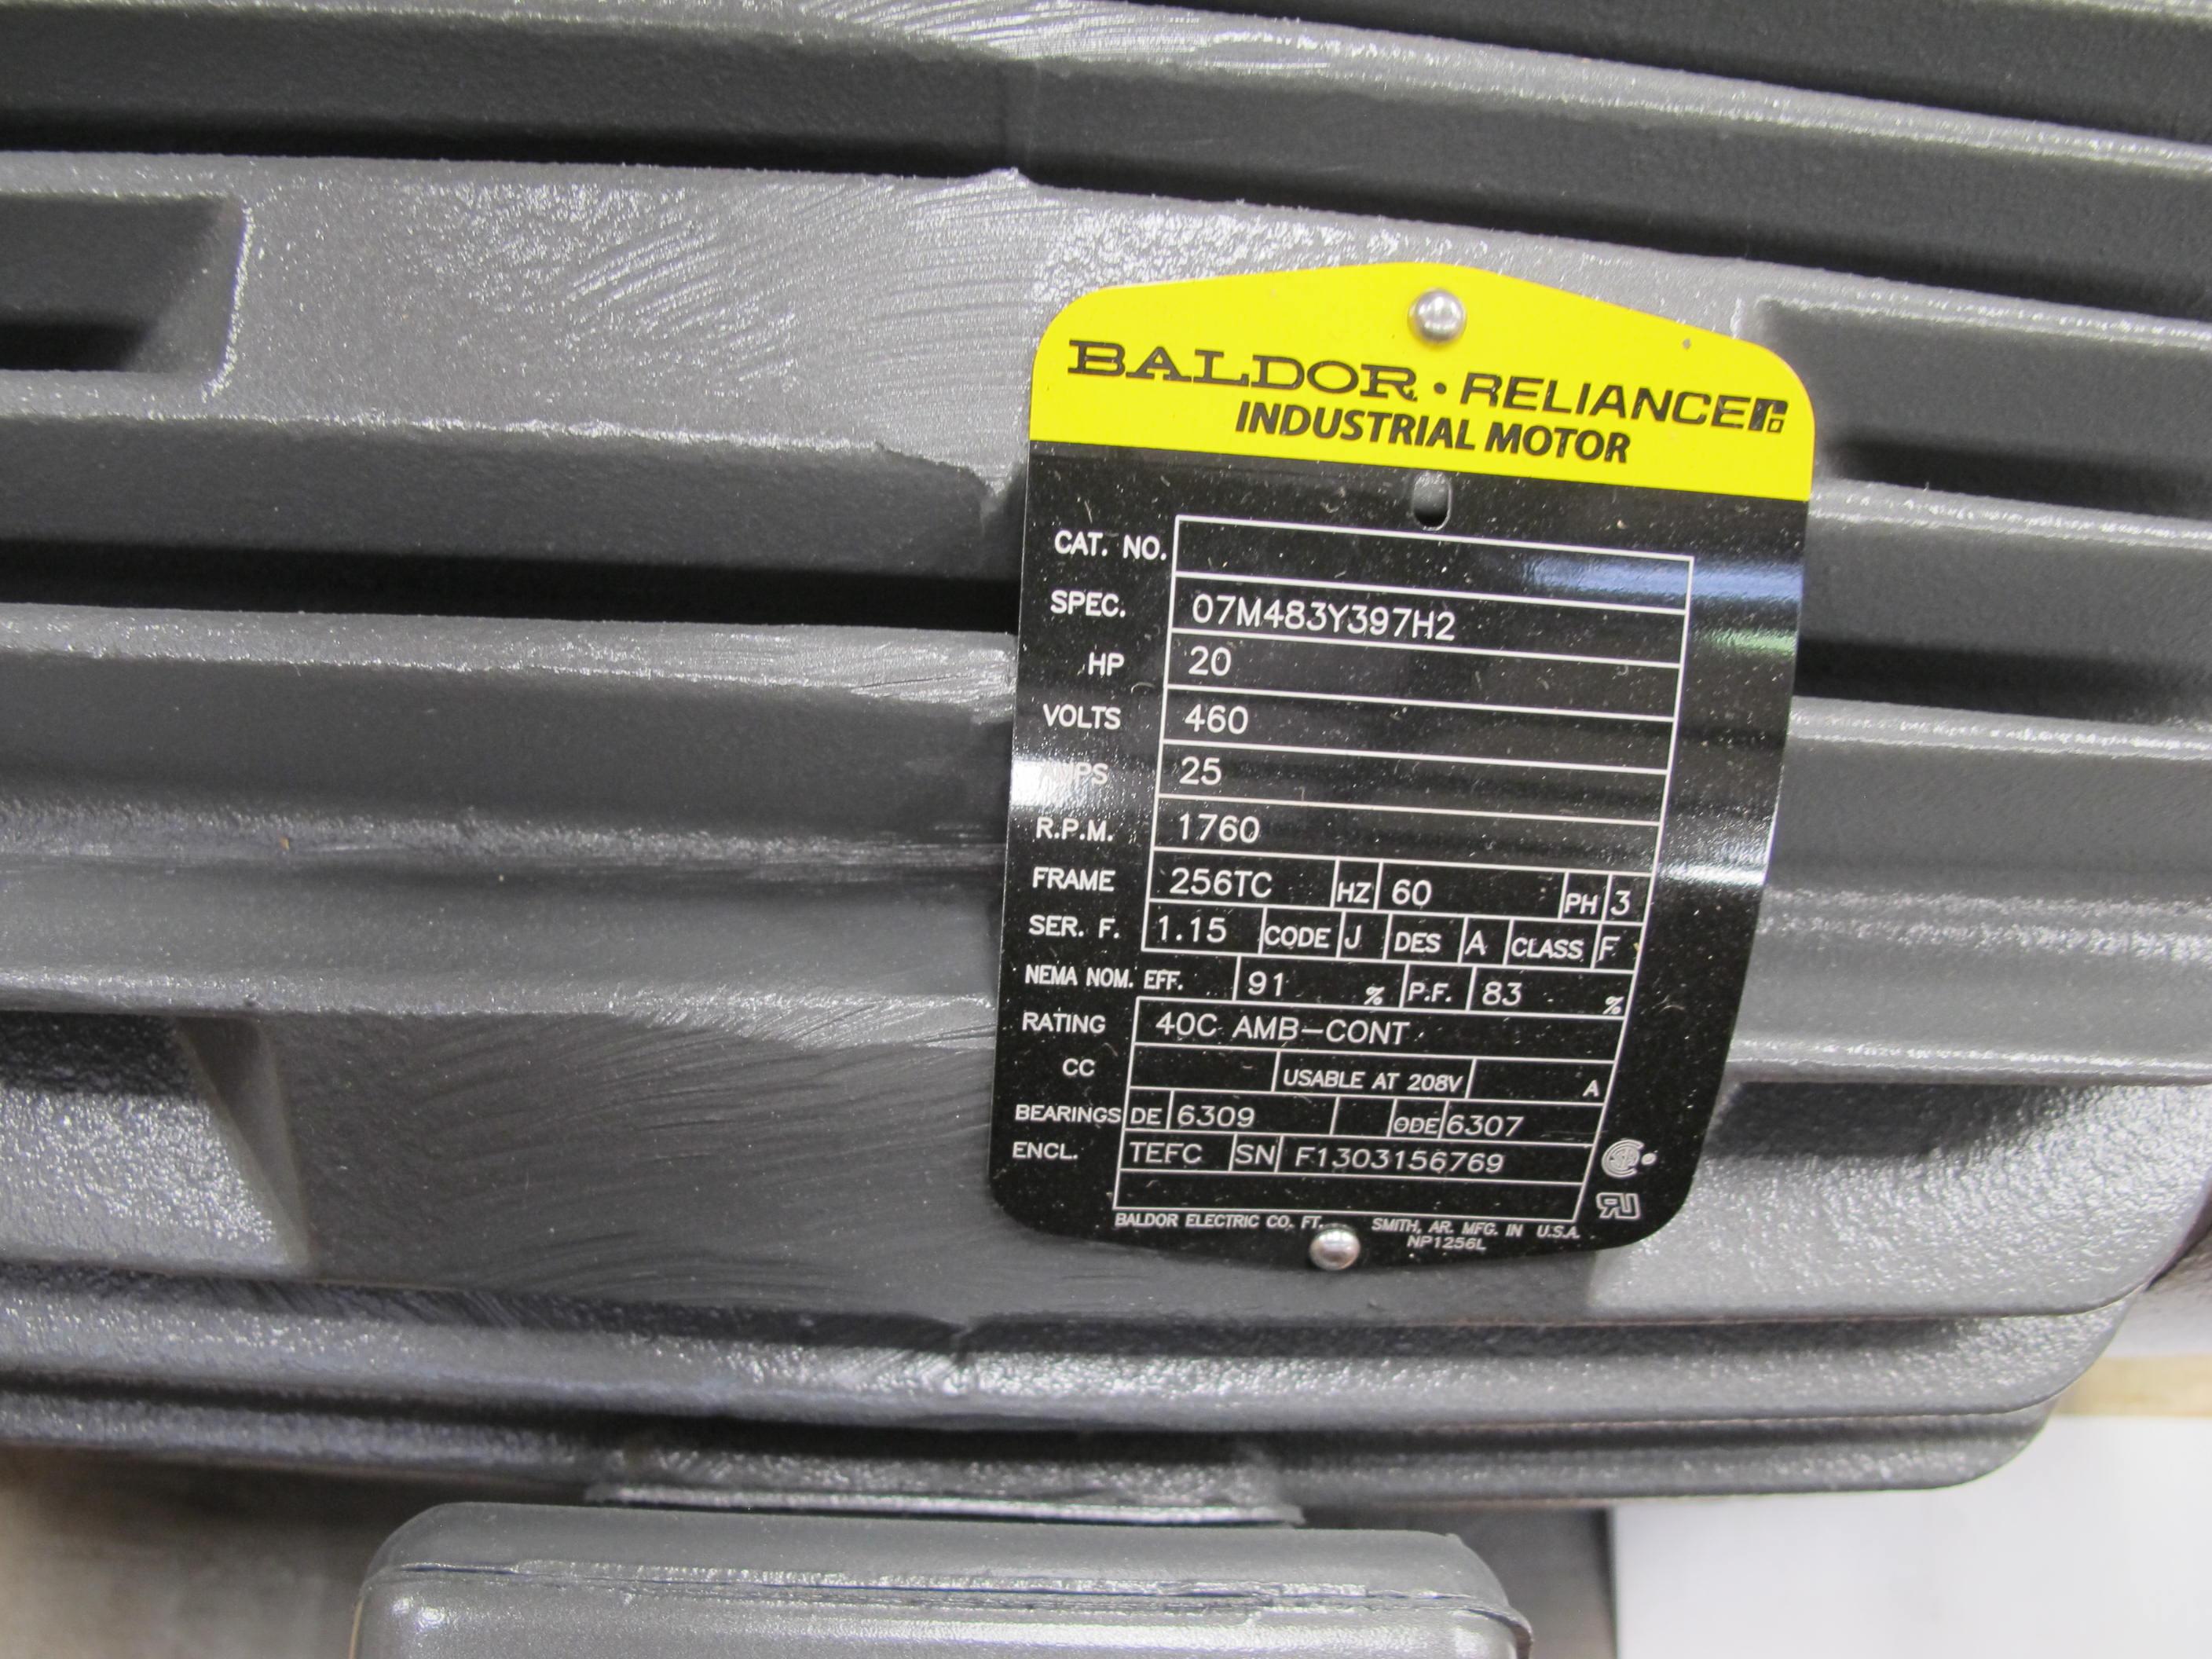 BALDOR • RELIANCE
INDUSTRIAL MOTOR
CAT. NO.
SPEC. 07M483Y397H2
HP 20
VOLTS 460
AMPS 25
R.P.M. 1760
FRAME 256TC HZ 60 PH 3
SER. F. 1.15 CODE J DES A CLASS F
NEMA NOM. EFF. 91 % P.F. 83 %
RATING 40C AMB-CONT
CC USABLE AT 208V A
BEARINGS DE 6309 ODE 6307
ENCL. TEFC SN F1303156769
BALDOR ELECTRIC CO. FT. SMITH, AR. MFG. IN U.S.A.
NP1256L